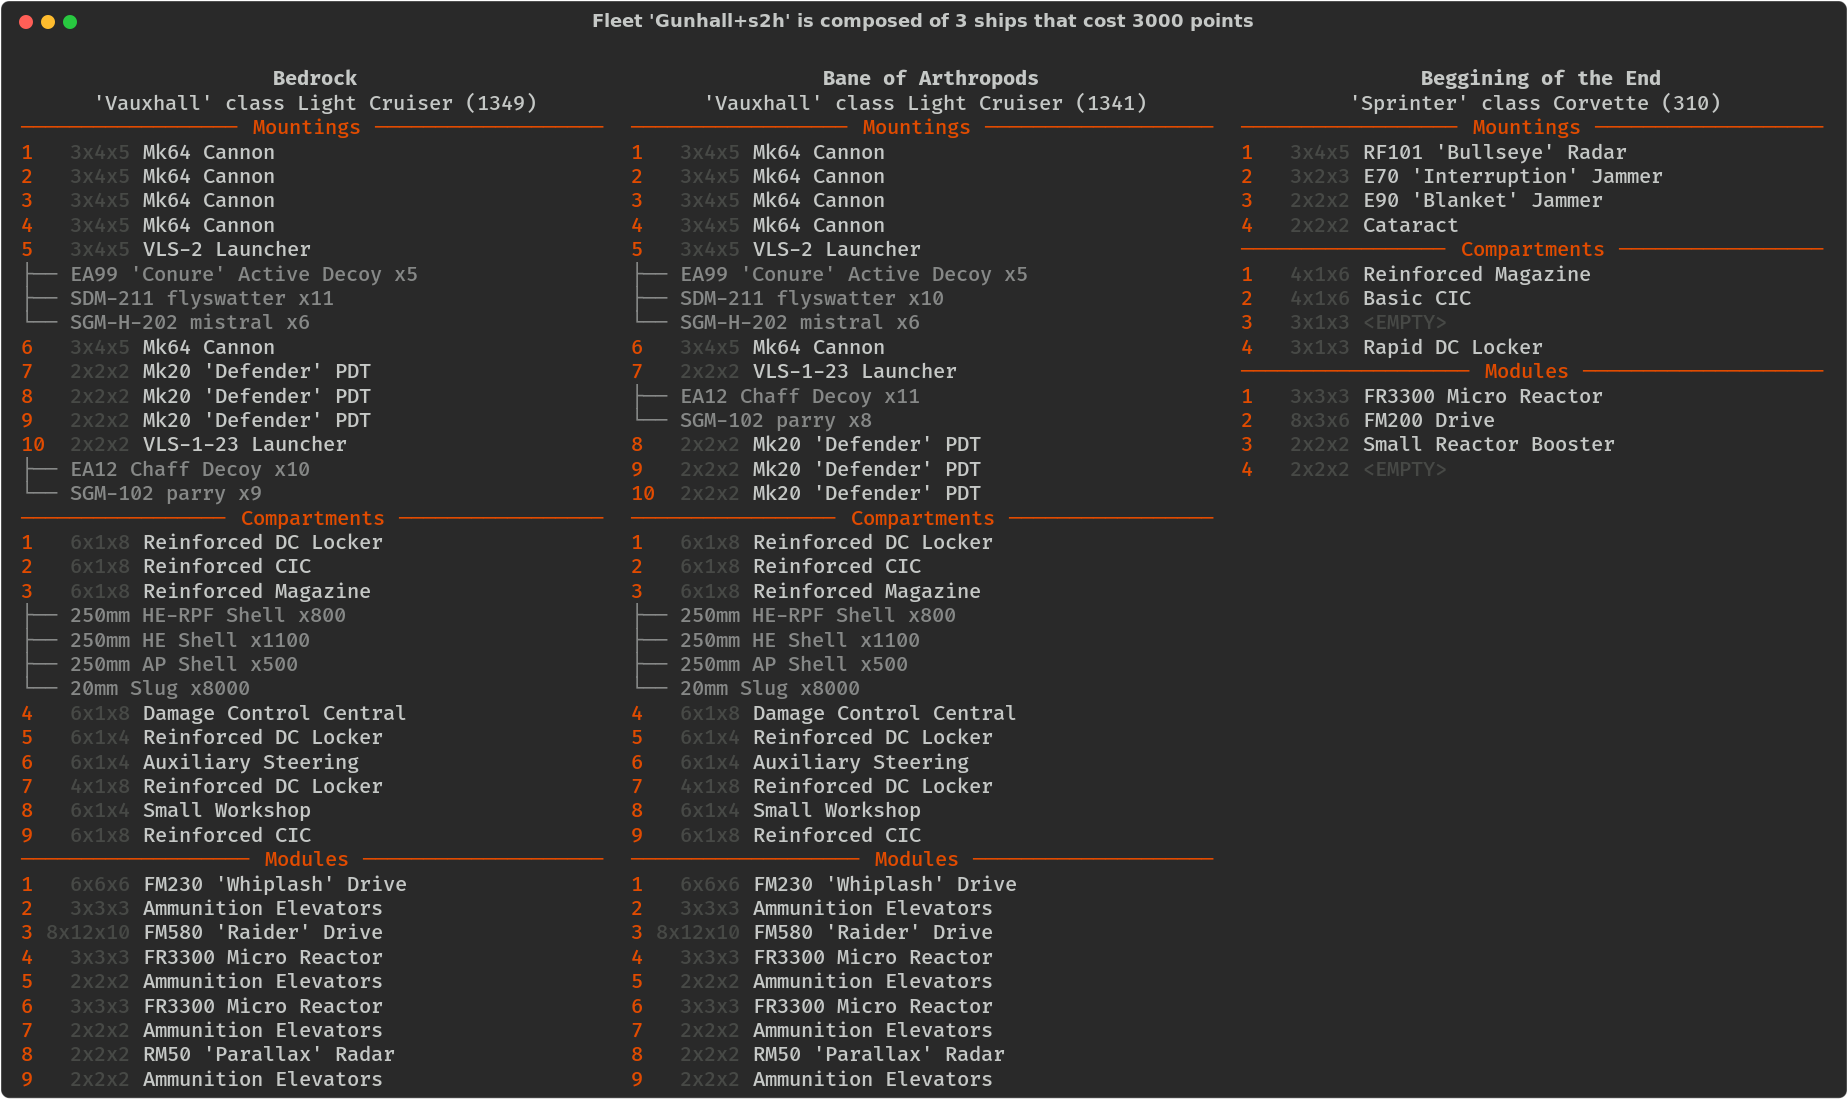 Fleet 'Gunhall+s2h' is composed of 3 ships that cost 3000 points
Bedrock
'Vauxhall' class Light Cruiser (1349)
Mountings
1 3x4x5 Mk64 Cannon
2 3x4x5 Mk64 Cannon
3 3x4x5 Mk64 Cannon
4 3x4x5 Mk64 Cannon
5 3x4x5 VLS-2 Launcher
EA99 'Conure' Active Decoy x5
SDM-211 flyswatter x11
SGM-H-202 mistral x6
6 3x4x5 Mk64 Cannon
7 2x2x2 Mk20 'Defender' PDT
8 2x2x2 Mk20 'Defender' PDT
9 2x2x2 Mk20 'Defender' PDT
10 2x2x2 VLS-1-23 Launcher
EA12 Chaff Decoy x10
SGM-102 parry x9
Compartments
1 6x1x8 Reinforced DC Locker
2 6x1x8 Reinforced CIC
3 6x1x8 Reinforced Magazine
250mm HE-RPF Shell x800
250mm HE Shell x1100
250mm AP Shell x500
20mm Slug x8000
4 6x1x8 Damage Control Central
5 6x1x4 Reinforced DC Locker
6 6x1x4 Auxiliary Steering
7 4x1x8 Reinforced DC Locker
8 6x1x4 Small Workshop
9 6x1x8 Reinforced CIC
Modules
1 6x6x6 FM230 'Whiplash' Drive
2 3x3x3 Ammunition Elevators
3 8x12x10 FM580 'Raider' Drive
4 3x3x3 FR3300 Micro Reactor
5 2x2x2 Ammunition Elevators
6 3x3x3 FR3300 Micro Reactor
7 2x2x2 Ammunition Elevators
8 2x2x2 RM50 'Parallax' Radar
9 2x2x2 Ammunition Elevators
Bane of Arthropods
'Vauxhall' class Light Cruiser (1341)
Mountings
1 3x4x5 Mk64 Cannon
2 3x4x5 Mk64 Cannon
3 3x4x5 Mk64 Cannon
4 3x4x5 Mk64 Cannon
5 3x4x5 VLS-2 Launcher
EA99 'Conure' Active Decoy x5
SDM-211 flyswatter x10
SGM-H-202 mistral x6
6 3x4x5 Mk64 Cannon
7 2x2x2 VLS-1-23 Launcher
EA12 Chaff Decoy x11
SGM-102 parry x8
8 2x2x2 Mk20 'Defender' PDT
9 2x2x2 Mk20 'Defender' PDT
10 2x2x2 Mk20 'Defender' PDT
Compartments
1 6x1x8 Reinforced DC Locker
2 6x1x8 Reinforced CIC
3 6x1x8 Reinforced Magazine
250mm HE-RPF Shell x800
250mm HE Shell x1100
250mm AP Shell x500
20mm Slug x8000
4 6x1x8 Damage Control Central
5 6x1x4 Reinforced DC Locker
6 6x1x4 Auxiliary Steering
7 4x1x8 Reinforced DC Locker
8 6x1x4 Small Workshop
9 6x1x8 Reinforced CIC
Modules
1 6x6x6 FM230 'Whiplash' Drive
2 3x3x3 Ammunition Elevators
3 8x12x10 FM580 'Raider' Drive
4 3x3x3 FR3300 Micro Reactor
5 2x2x2 Ammunition Elevators
6 3x3x3 FR3300 Micro Reactor
7 2x2x2 Ammunition Elevators
8 2x2x2 RM50 'Parallax' Radar
9 2x2x2 Ammunition Elevators
Beggining of the End
'Sprinter' class Corvette (310)
Mountings
1 3x4x5 RF101 'Bullseye' Radar
2 3x2x3 E70 'Interruption' Jammer
3 2x2x2 E90 'Blanket' Jammer
4 2x2x2 Cataract
Compartments
1 4x1x6 Reinforced Magazine
2 4x1x6 Basic CIC
3 3x1x3 <EMPTY>
4 3x1x3 Rapid DC Locker
Modules
1 3x3x3 FR3300 Micro Reactor
2 8x3x6 FM200 Drive
3 2x2x2 Small Reactor Booster
4 2x2x2 <EMPTY>